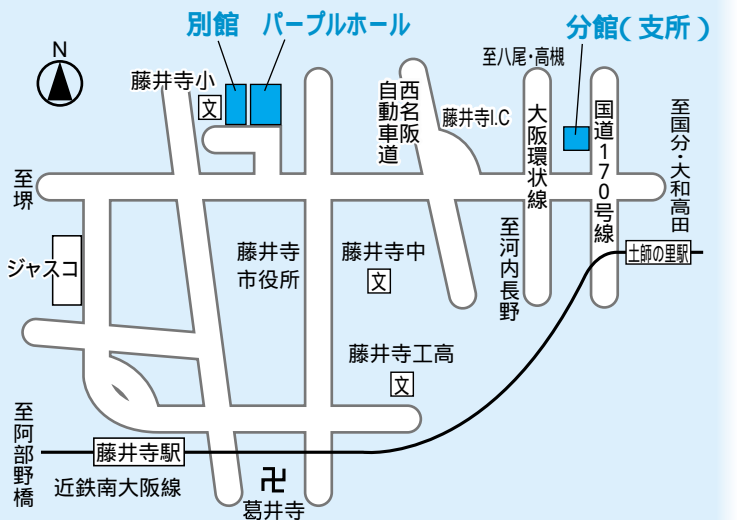 別館
パープルホール
分館(支所)
N
藤井寺小
文
至八尾・高槻
西名阪
自動車道
藤井寺I.C
大阪環状線
国道170号線
至国分・大和高田
至堺
ジャスコ
藤井寺
市役所
藤井寺中
文
至河内長野
土師の里駅
藤井寺工高
文
至阿部野橋
藤井寺駅
近鉄南大阪線
卍
葛井寺